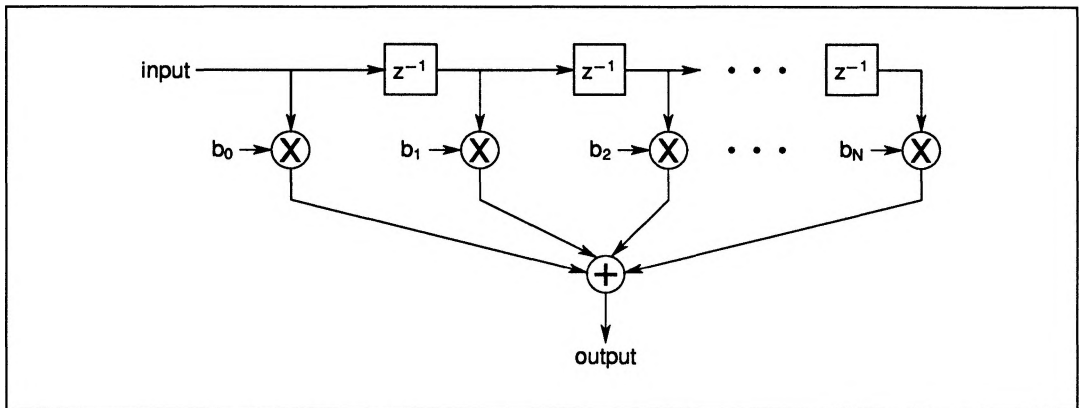 input
z⁻¹
z⁻¹
• • •
z⁻¹
b₀
X
b₁
X
b₂
X
• • •
b_N
X
+
output